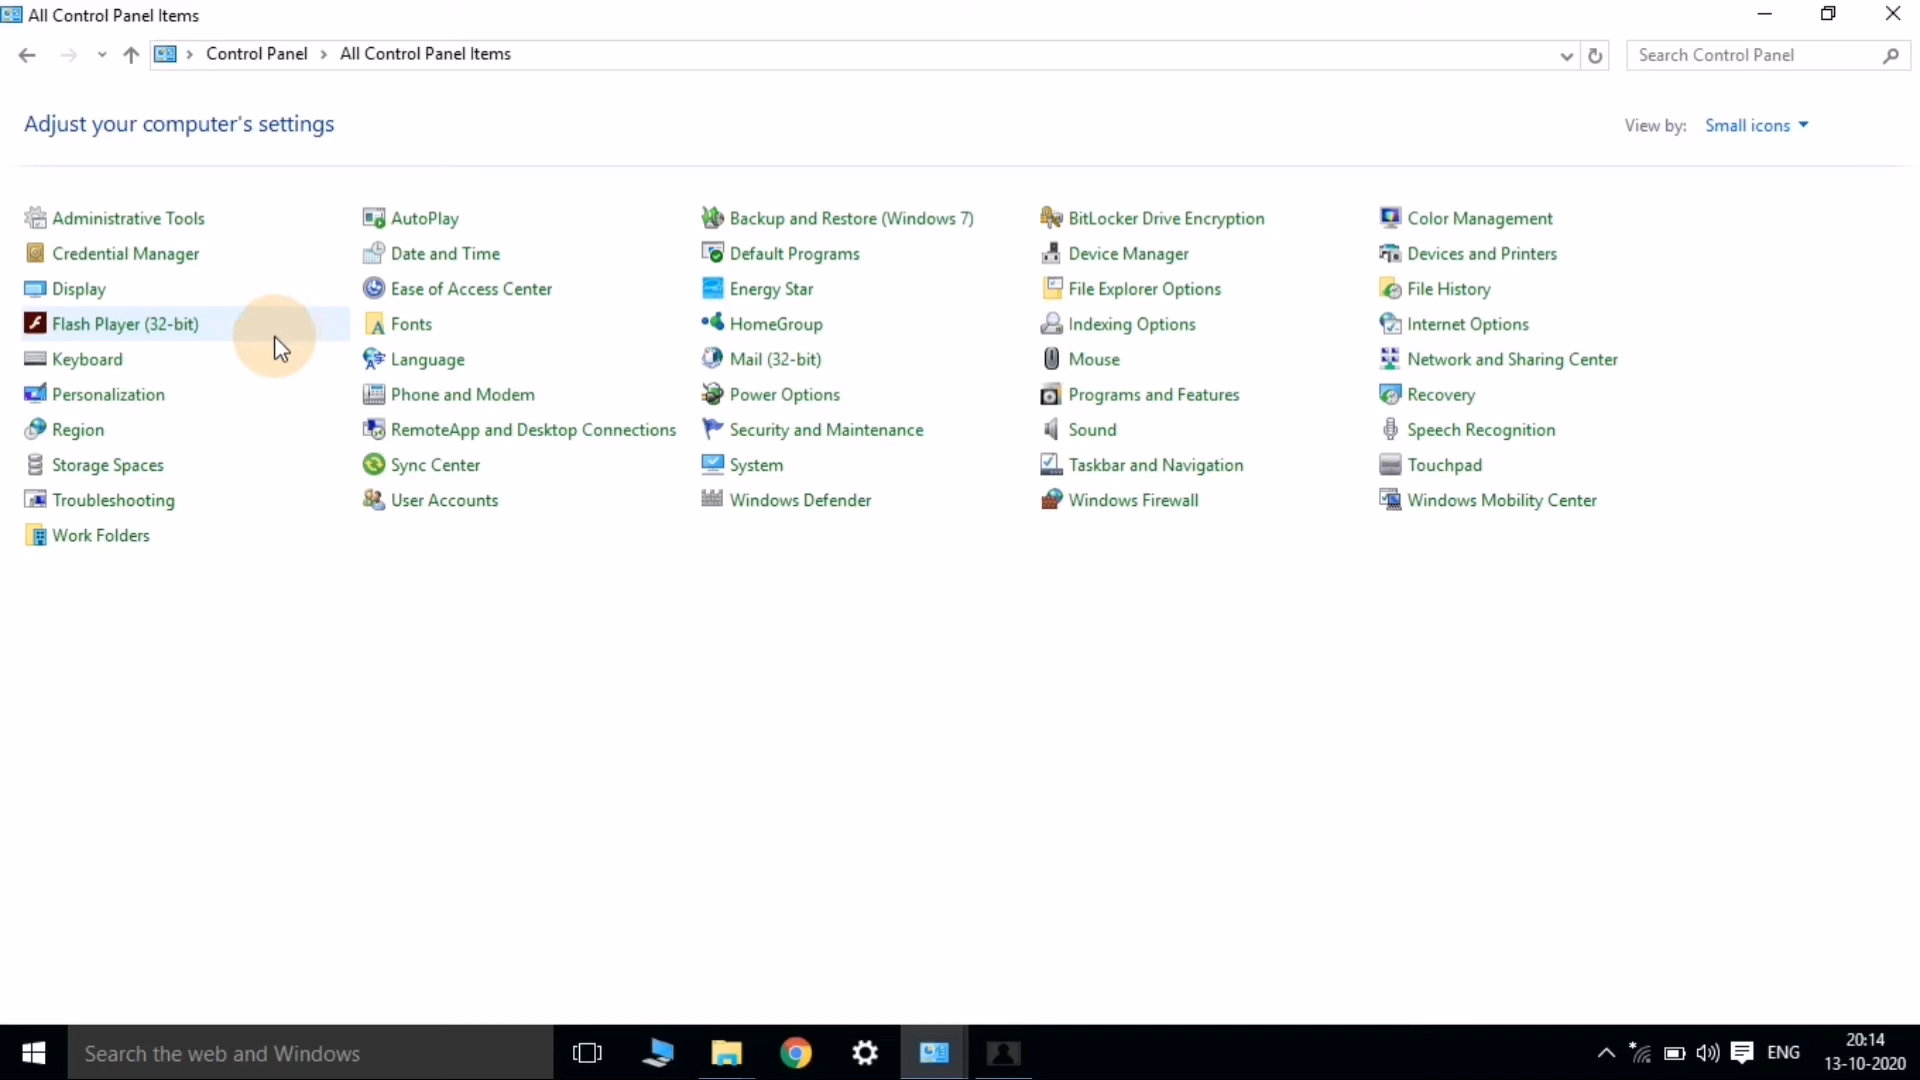 All Control Panel Items
Control Panel > All Control Panel Items
Search Control Panel
Adjust your computer's settings
View by: Small icons
Administrative Tools
AutoPlay
Backup and Restore (Windows 7)
BitLocker Drive Encryption
Color Management
Credential Manager
Date and Time
Default Programs
Device Manager
Devices and Printers
Display
Ease of Access Center
Energy Star
File Explorer Options
File History
Flash Player (32-bit)
Fonts
HomeGroup
Indexing Options
Internet Options
Keyboard
Language
Mail (32-bit)
Mouse
Network and Sharing Center
Personalization
Phone and Modem
Power Options
Programs and Features
Recovery
Region
RemoteApp and Desktop Connections
Security and Maintenance
Sound
Speech Recognition
Storage Spaces
Sync Center
System
Taskbar and Navigation
Touchpad
Troubleshooting
User Accounts
Windows Defender
Windows Firewall
Windows Mobility Center
Work Folders
Search the web and Windows
ENG
20:14
13-10-2020